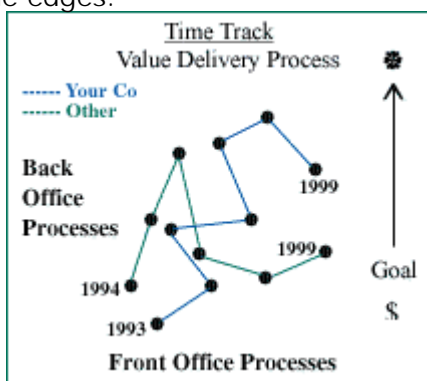 e edges.
Time Track
Value Delivery Process
------ Your Co
------ Other
Back
Office
Processes
1999
1999
Goal
1994
$
1993
Front Office Processes